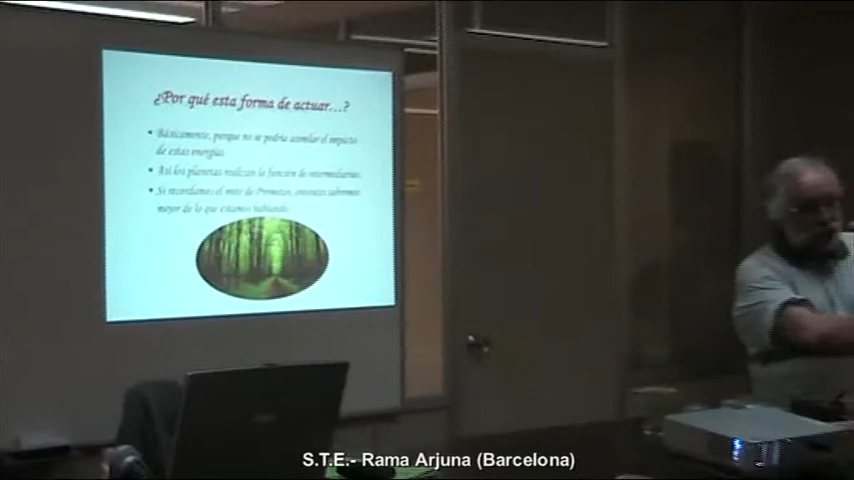 ¿Por qué esta forma de actuar…?
• Básicamente, porque no se podría asimilar el impacto
de estas energías.
• Así los planetas realizan la función de intermediarios.
• Si recordamos el mito de Prometeo, entonces sabremos
mejor de lo que estamos hablando.
S.T.E.- Rama Arjuna (Barcelona)